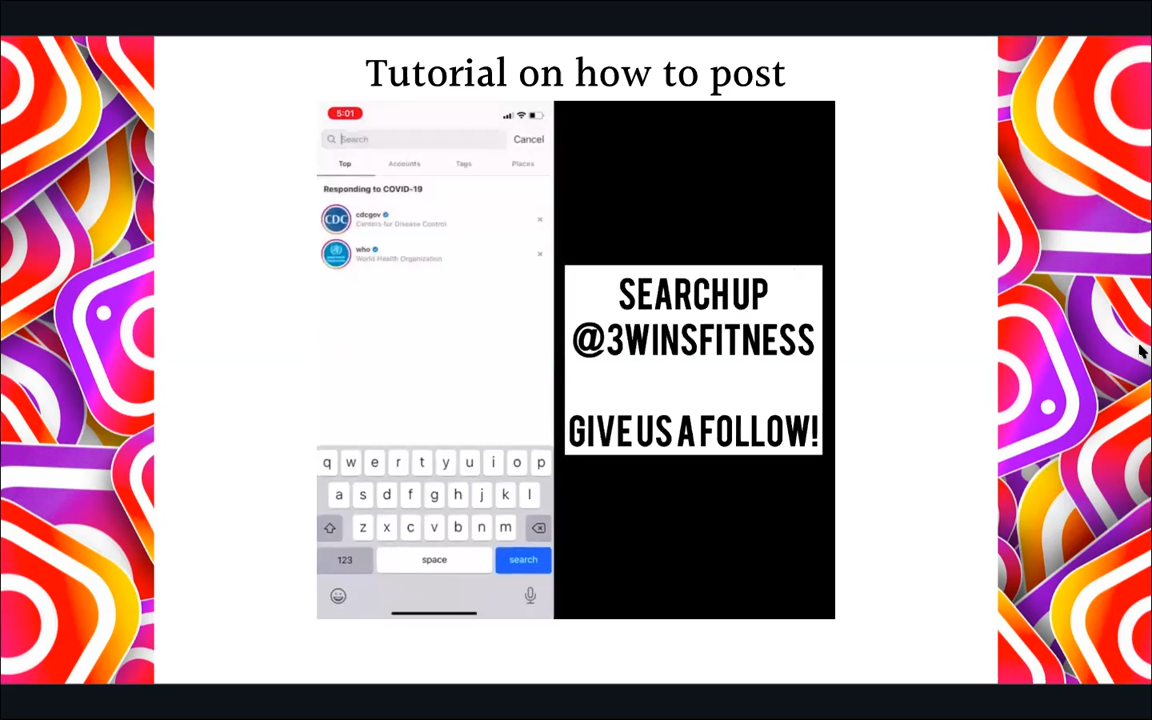 Tutorial on how to post
5:01
Search
Cancel
Top Accounts Tags Places
Responding to COVID-19
CDC
cdcgov
Centers for Disease Control
who
World Health Organization
q w e r t y u i o p
a s d f g h j k l
z x c v b n m
123 space search
SEARCH UP
@3WINSFITNESS
GIVE US A FOLLOW!